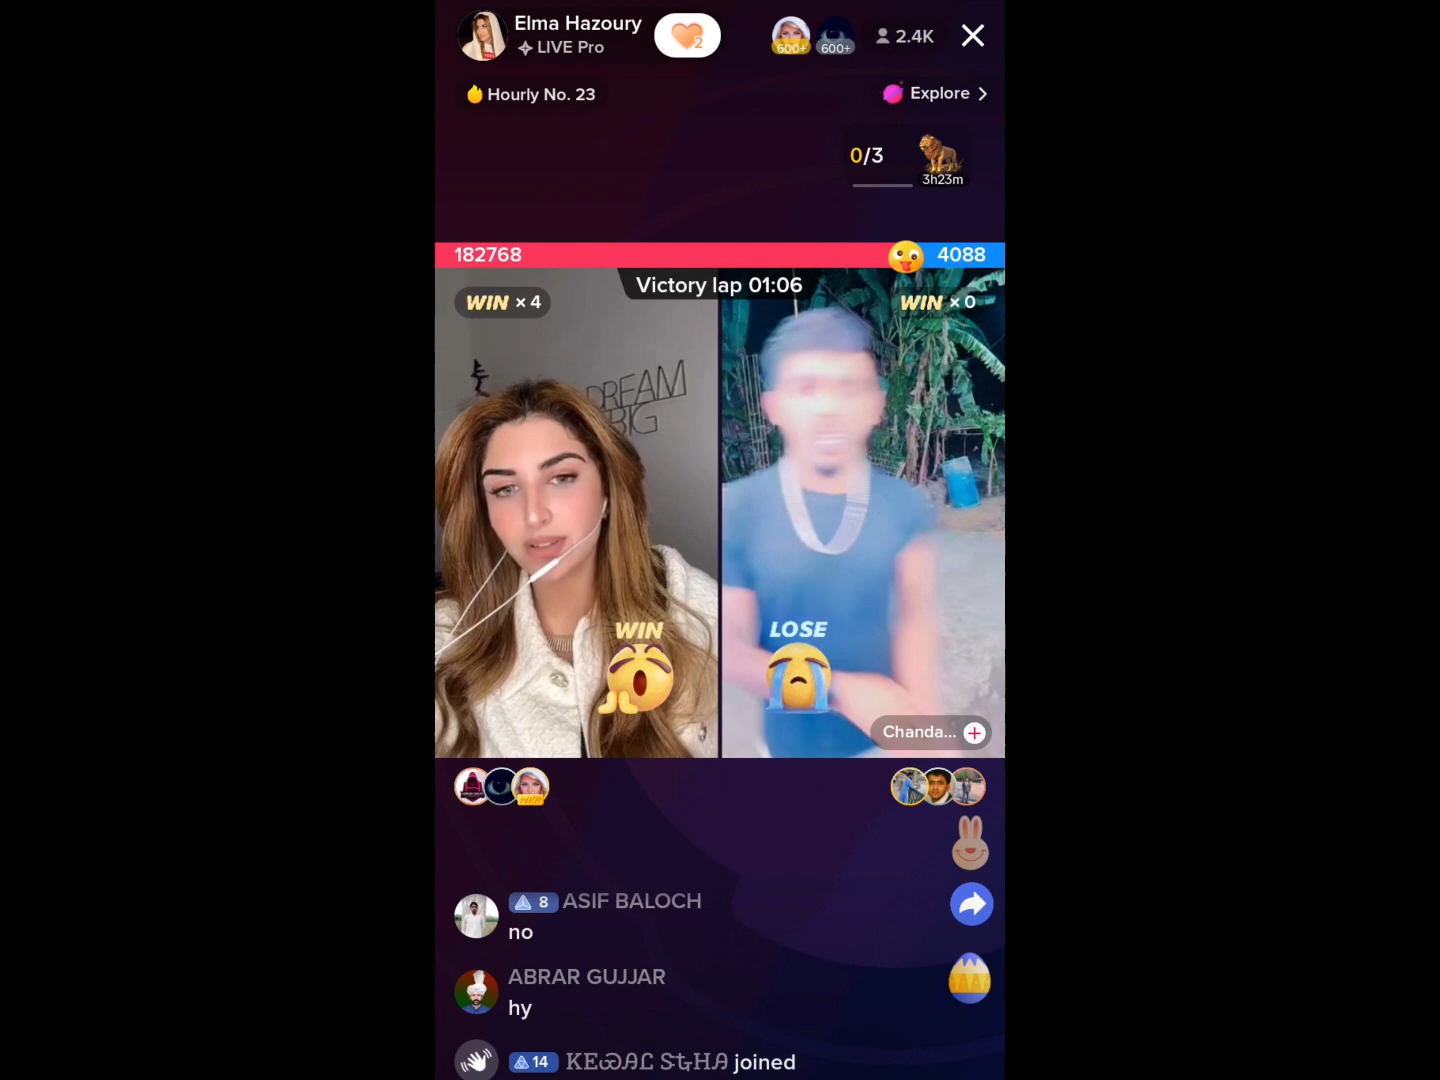 Elma Hazoury
LIVE Pro
2
600+
600+
2.4K
Hourly No. 23
Explore
0/3
3h23m
182768
4088
Victory lap 01:06
WIN × 4
WIN × 0
DREAM
BIG
WIN
LOSE
Chanda...
8 ASIF BALOCH
no
ABRAR GUJJAR
hy
14
joined